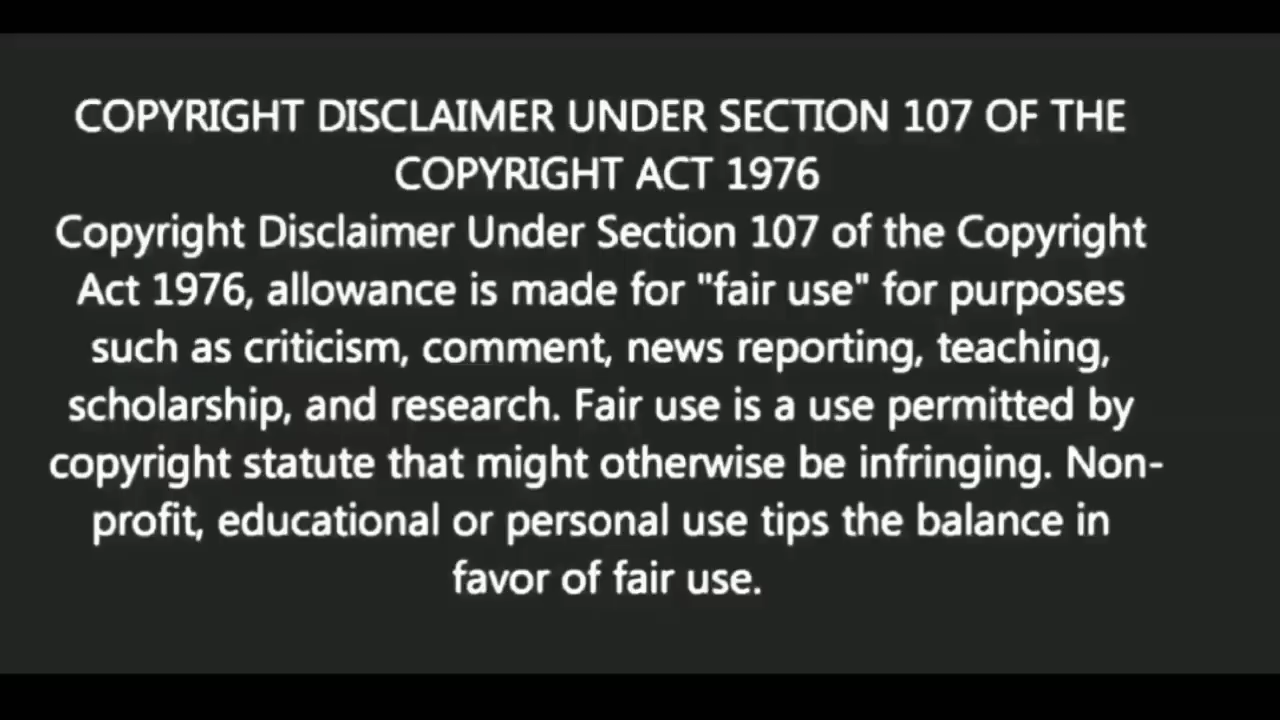 COPYRIGHT DISCLAIMER UNDER SECTION 107 OF THE
COPYRIGHT ACT 1976
Copyright Disclaimer Under Section 107 of the Copyright
Act 1976, allowance is made for "fair use" for purposes
such as criticism, comment, news reporting, teaching,
scholarship, and research. Fair use is a use permitted by
copyright statute that might otherwise be infringing. Non-
profit, educational or personal use tips the balance in
favor of fair use.